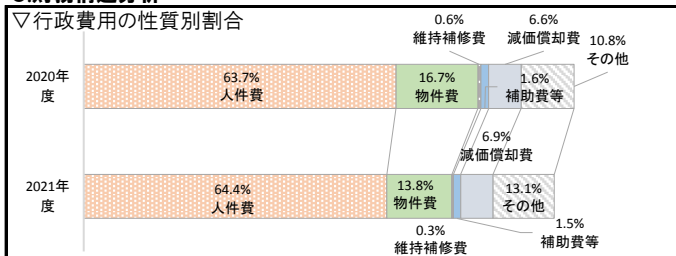 ▽行政費用の性質別割合
0.6%
維持補修費
6.6%
減価償却費
10.8%
その他
2020年度
63.7%
人件費
16.7%
物件費
1.6%
補助費等
6.9%
減価償却費
2021年度
64.4%
人件費
13.8%
物件費
13.1%
その他
0.3%
維持補修費
1.5%
補助費等